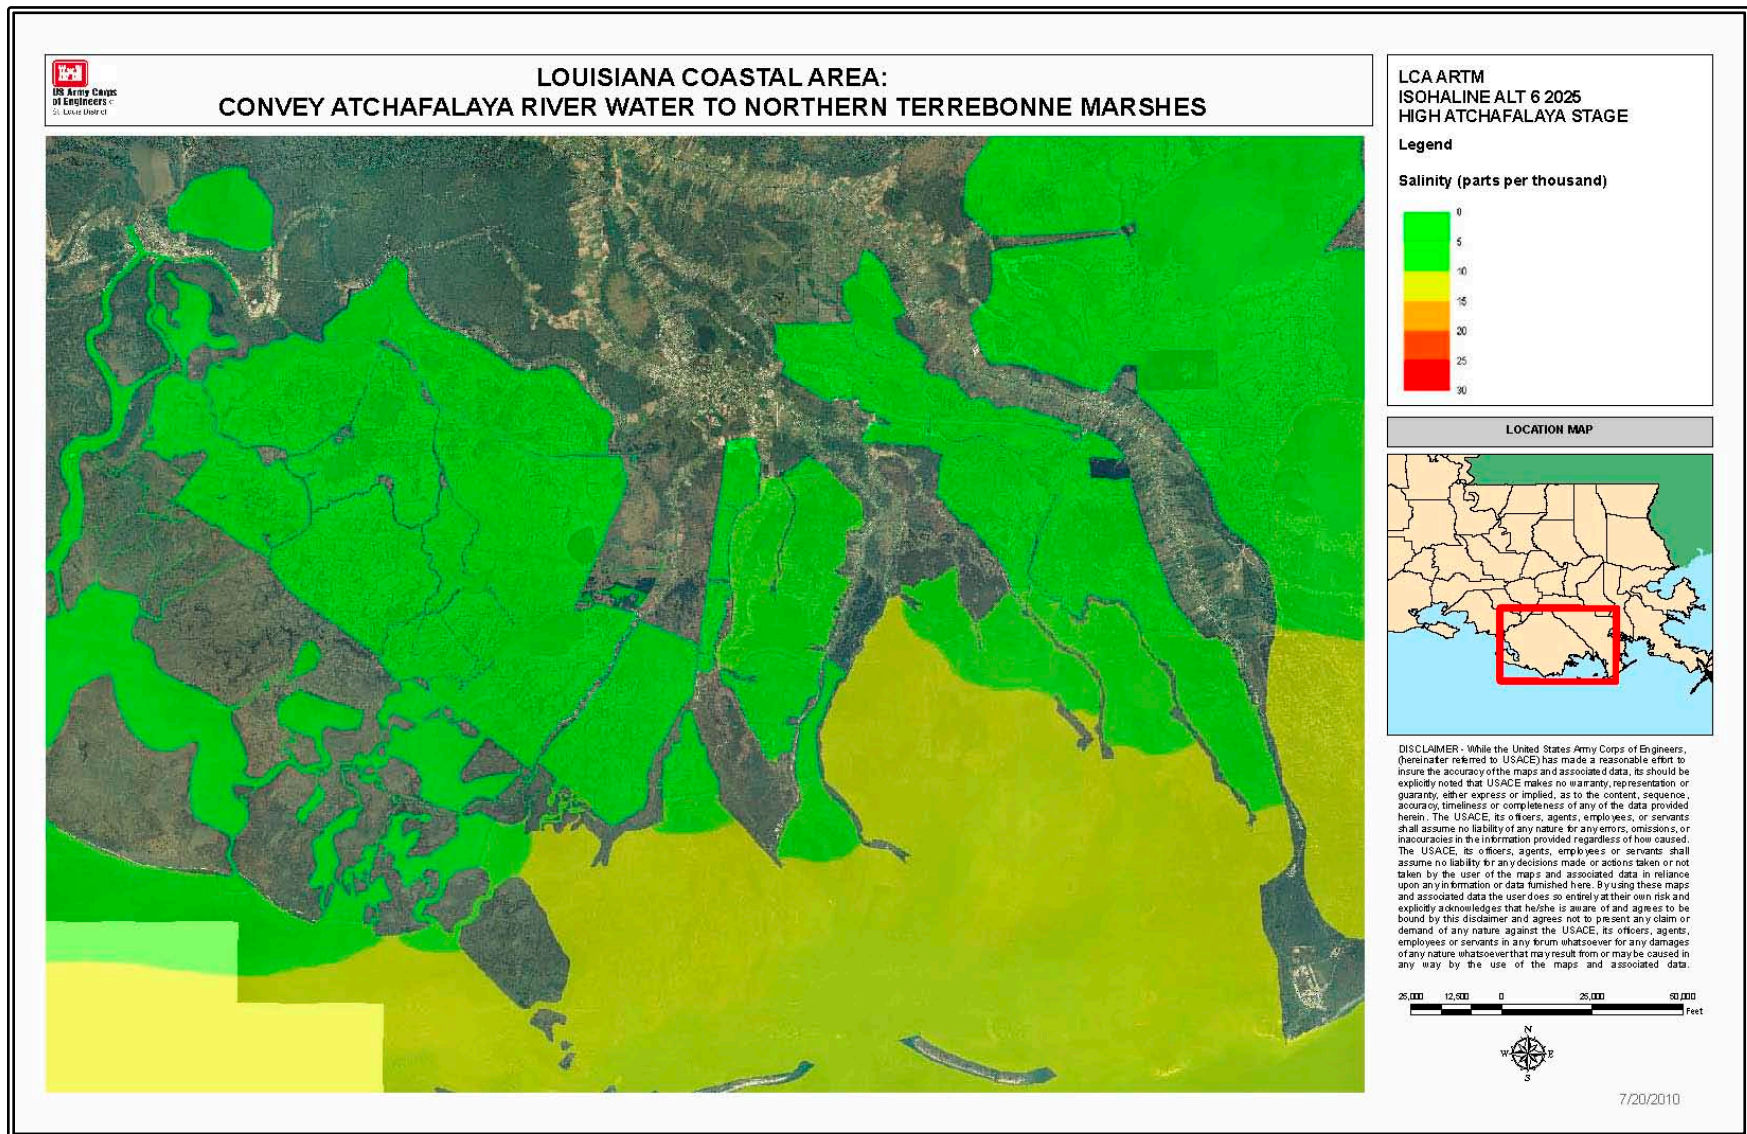 US Army Corps
of Engineers
St. Louis District
LOUISIANA COASTAL AREA:
CONVEY ATCHAFALAYA RIVER WATER TO NORTHERN TERREBONNE MARSHES
LCA ARTM
ISOHALINE ALT 6 2025
HIGH ATCHAFALAYA STAGE
Legend
Salinity (parts per thousand)
0
5
10
15
20
25
30
LOCATION MAP
DISCLAIMER - While the United States Army Corps of Engineers,
(hereinafter referred to USACE) has made a reasonable effort to
insure the accuracy of the maps and associated data, its should be
explicitly noted that USACE makes no warranty, representation or
guaranty, either express or implied, as to the content, sequence,
accuracy, timeliness or completeness of any of the data provided
herein. The USACE, its officers, agents, employees, or servants
shall assume no liability of any nature for any errors, omissions, or
inaccuracies in the information provided regardless of how caused.
The USACE, its officers, agents, employees or servants shall
assume no liability for any decisions made or actions taken or not
taken by the user of the maps and associated data in reliance
upon any information or data furnished here. By using these maps
and associated data the user does so entirely at their own risk and
explicitly acknowledges that he/she is aware of and agrees to be
bound by this disclaimer and agrees not to present any claim or
demand of any nature against the USACE, its officers, agents,
employees or servants in any forum whatsoever for any damages
of any nature whatsoever that may result from or may be caused in
any way by the use of the maps and associated data.
25,000 12,500 0 25,000 50,000
Feet
N
W E
S
7/20/2010